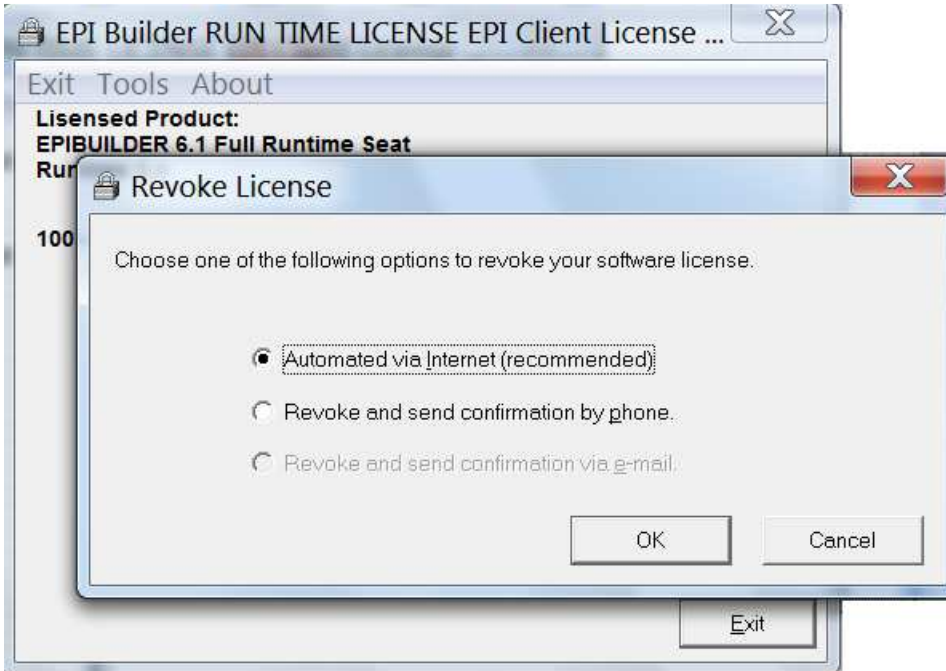 EPI Builder RUN TIME LICENSE EPI Client License ...
Exit Tools About
Lisensed Product:
EPIBUILDER 6.1 Full Runtime Seat
Run
100
Revoke License
Choose one of the following options to revoke your software license.
Automated via Internet (recommended)
Revoke and send confirmation by phone.
Revoke and send confirmation via e-mail.
OK Cancel
Exit